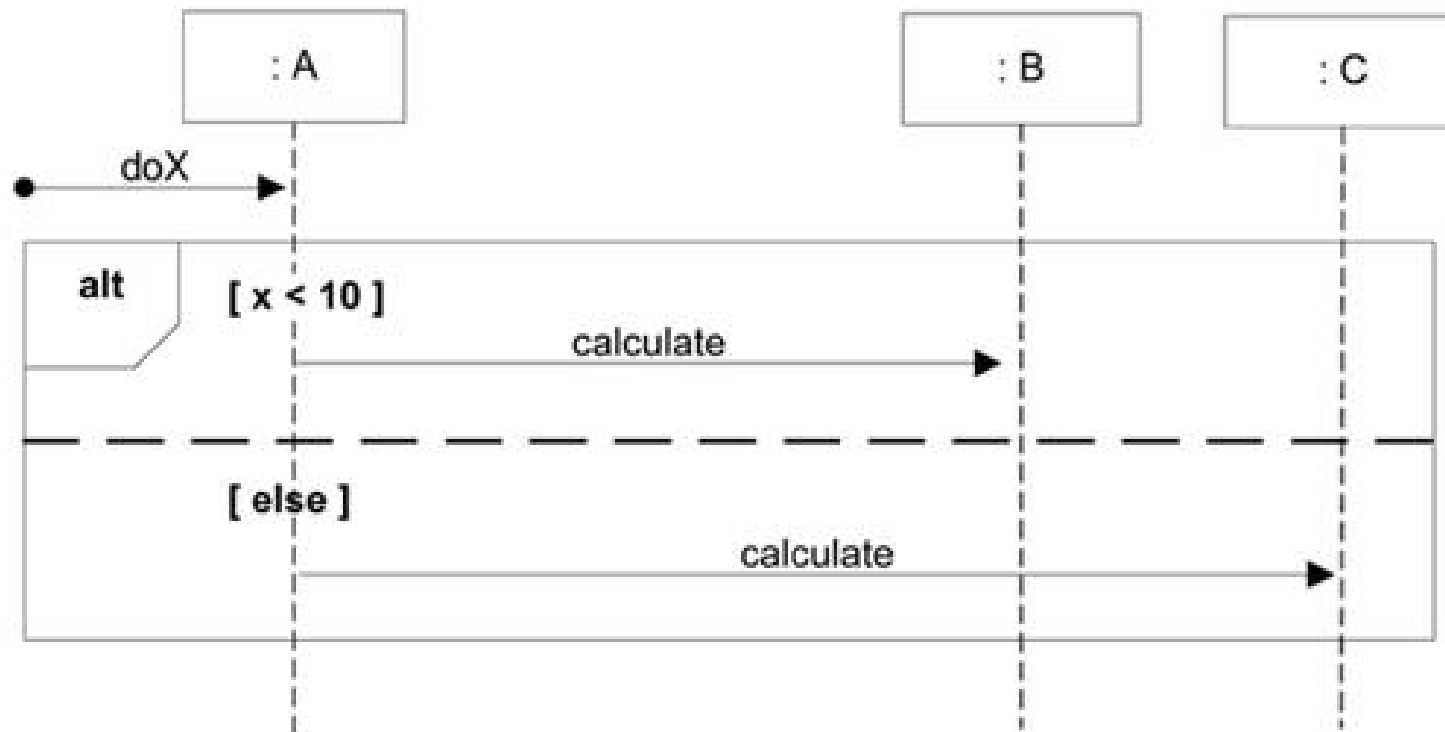 : A
: B
: C
doX
alt
[ x < 10 ]
calculate
[ else ]
calculate